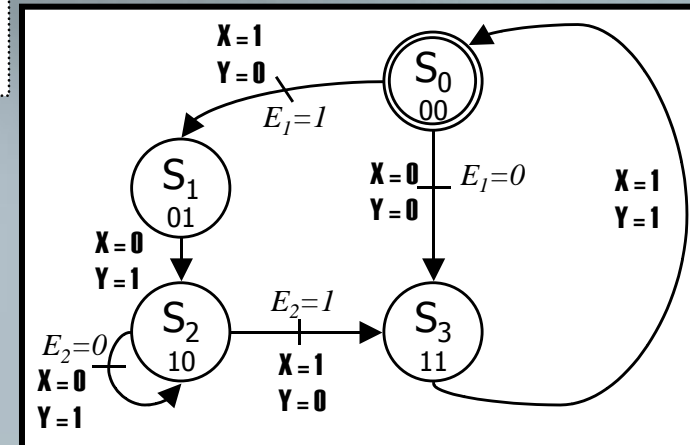 X = 1
Y = 0
E1=1
S0
00
X = 0
Y = 0
E1=0
X = 1
Y = 1
S1
01
X = 0
Y = 1
S2
10
E2=0
X = 0
Y = 1
E2=1
X = 1
Y = 0
S3
11